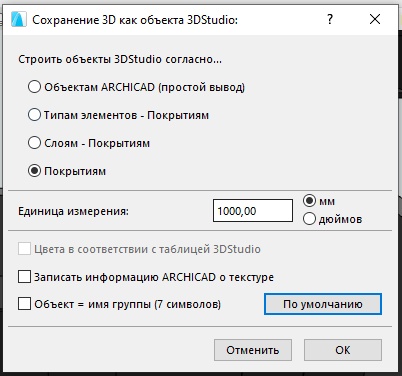 Сохранение 3D как объекта 3DStudio:
Строить объекты 3DStudio согласно...
Объектам ARCHICAD (простой вывод)
Типам элементов - Покрытиям
Слоям - Покрытиям
Покрытиям
Единица измерения: 1000,00 мм
дюймов
Цвета в соответствии с таблицей 3DStudio
Записать информацию ARCHICAD о текстуре
Объект = имя группы (7 символов) По умолчанию
Отменить OK